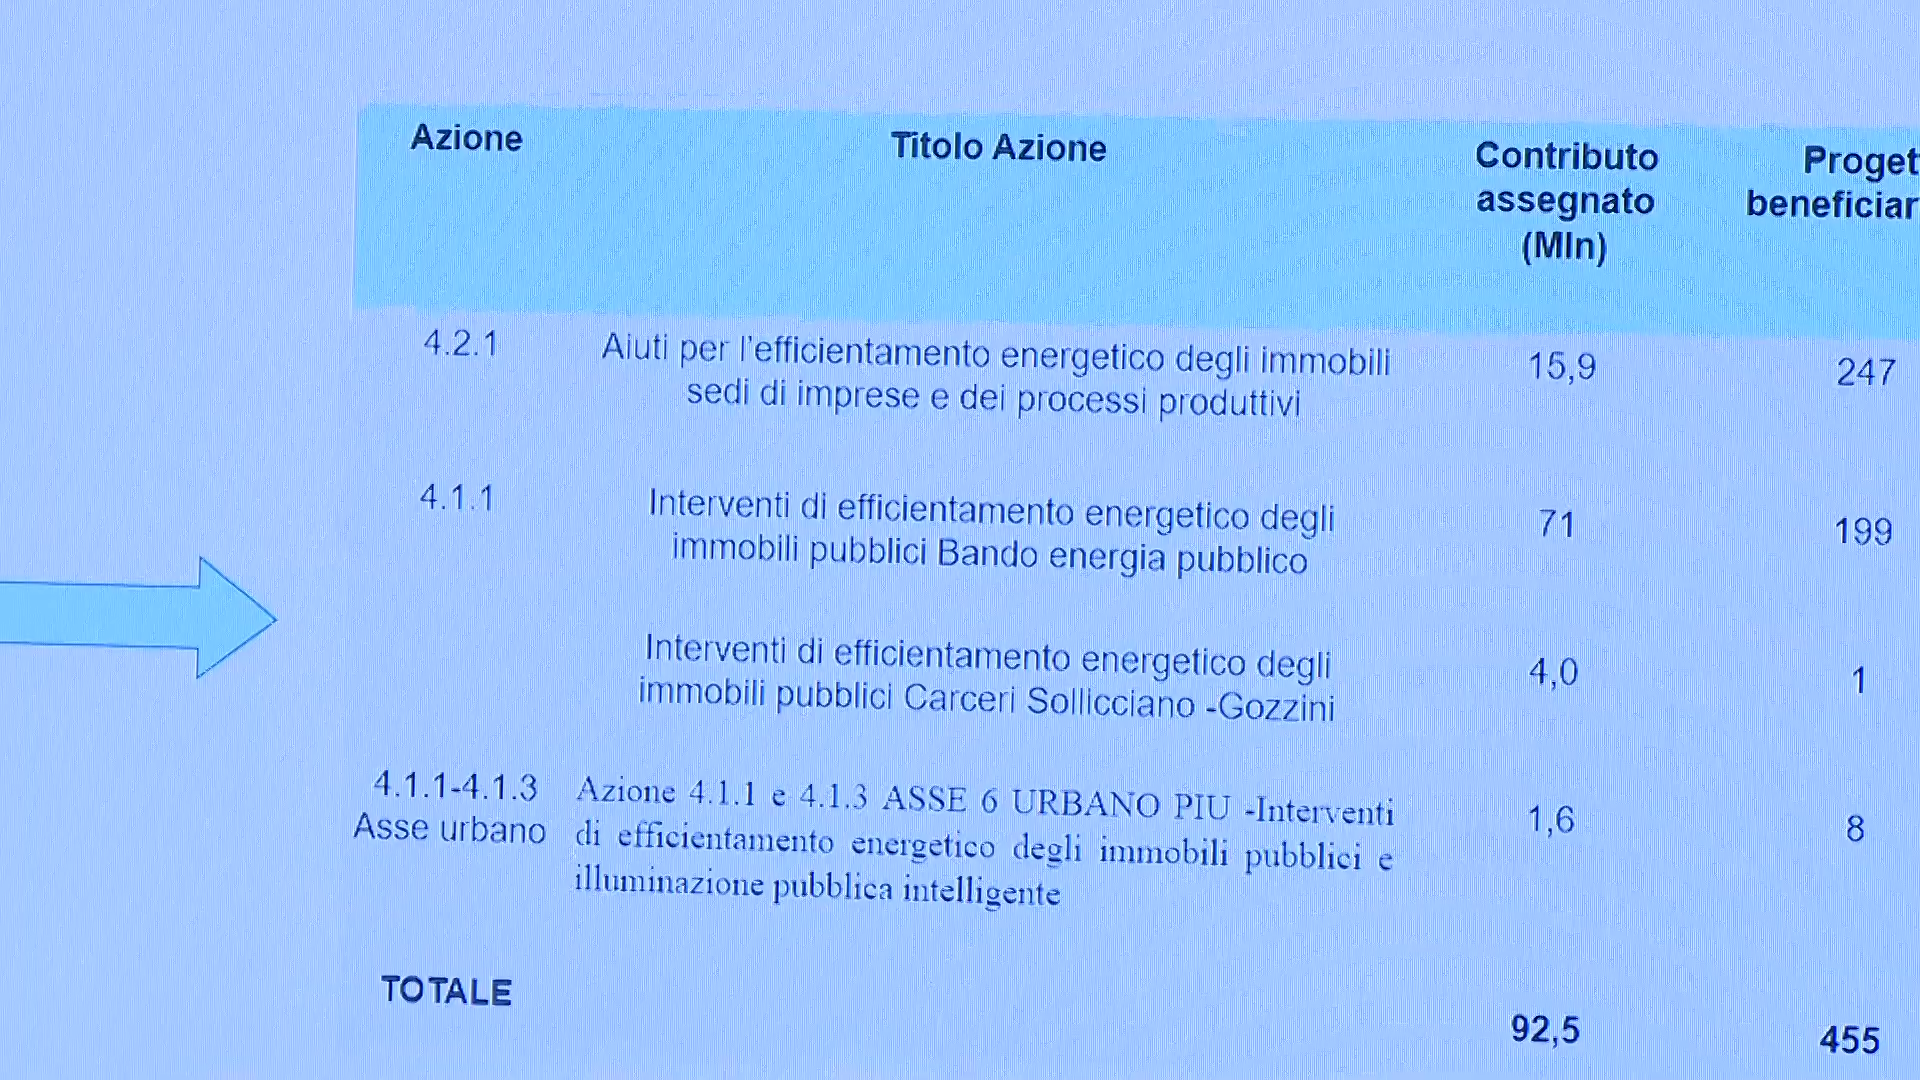 Azione
Titolo Azione
Contributo
assegnato
(Mln)
Proget
beneficiar
4.2.1
Aiuti per l'efficientamento energetico degli immobili
sedi di imprese e dei processi produttivi
15,9
247
4.1.1
Interventi di efficientamento energetico degli
immobili pubblici Bando energia pubblico
71
199
Interventi di efficientamento energetico degli
immobili pubblici Carceri Sollicciano -Gozzini
4,0
1
4.1.1-4.1.3
Asse urbano
Azione 4.1.1 e 4.1.3 ASSE 6 URBANO PIU -Interventi
di efficientamento energetico degli immobili pubblici e
illuminazione pubblica intelligente
1,6
8
TOTALE
92,5
455